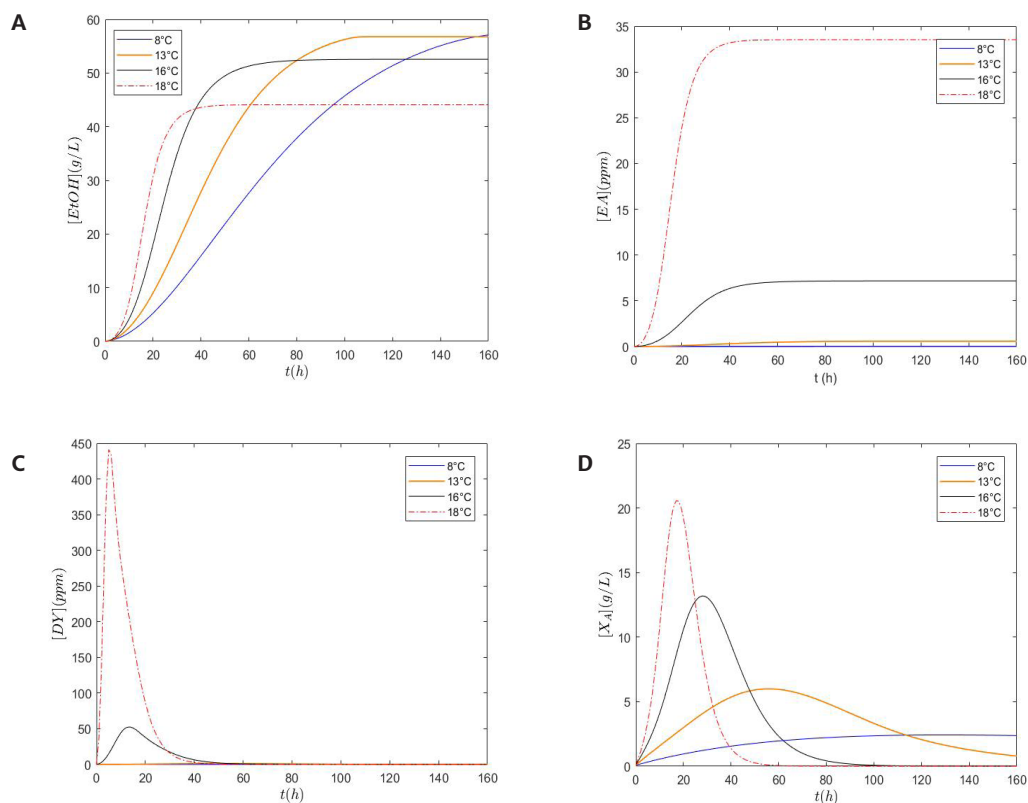 A
[EtOH](g/L)
60
50
40
30
20
10
0
8°C
13°C
16°C
18°C
0 20 40 60 80 100 120 140 160
t(h)
B
[EA](ppm)
35
30
25
20
15
10
5
0
8°C
13°C
16°C
18°C
0 20 40 60 80 100 120 140 160
t (h)
C
[DY](ppm)
450
400
350
300
250
200
150
100
50
0
8°C
13°C
16°C
18°C
0 20 40 60 80 100 120 140 160
t(h)
D
[X_A](g/L)
25
20
15
10
5
0
8°C
13°C
16°C
18°C
0 20 40 60 80 100 120 140 160
t(h)